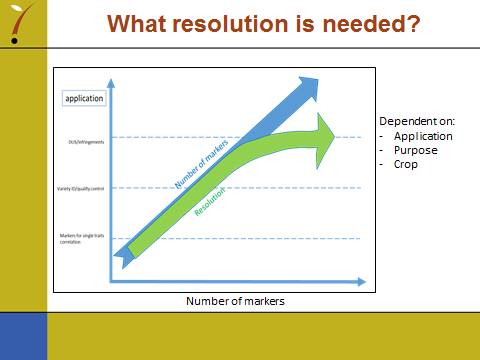 What resolution is needed?
application
DUS/infringements
Variety ID/quality control
Markers for single traits
correlation
Number of markers
Resolution
Number of markers
Dependent on:
- Application
- Purpose
- Crop